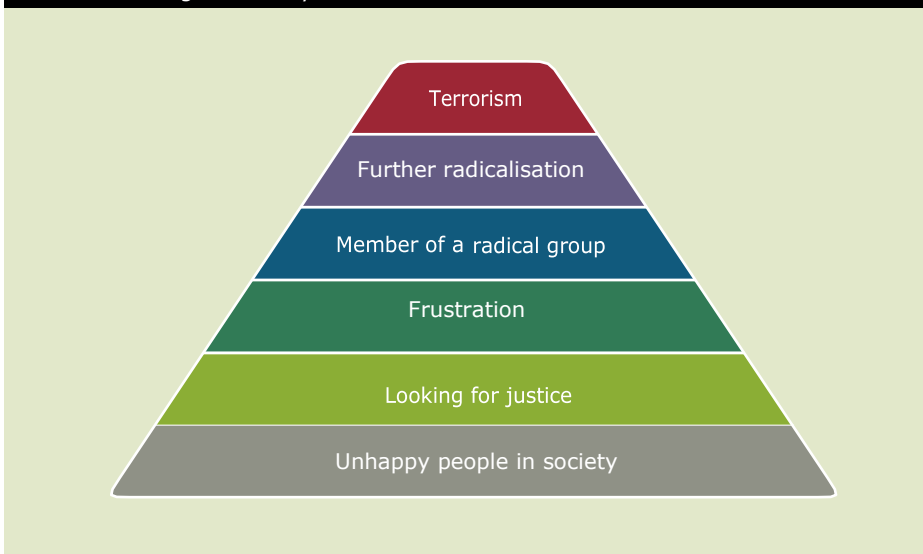 Terrorism
Further radicalisation
Member of a radical group
Frustration
Looking for justice
Unhappy people in society